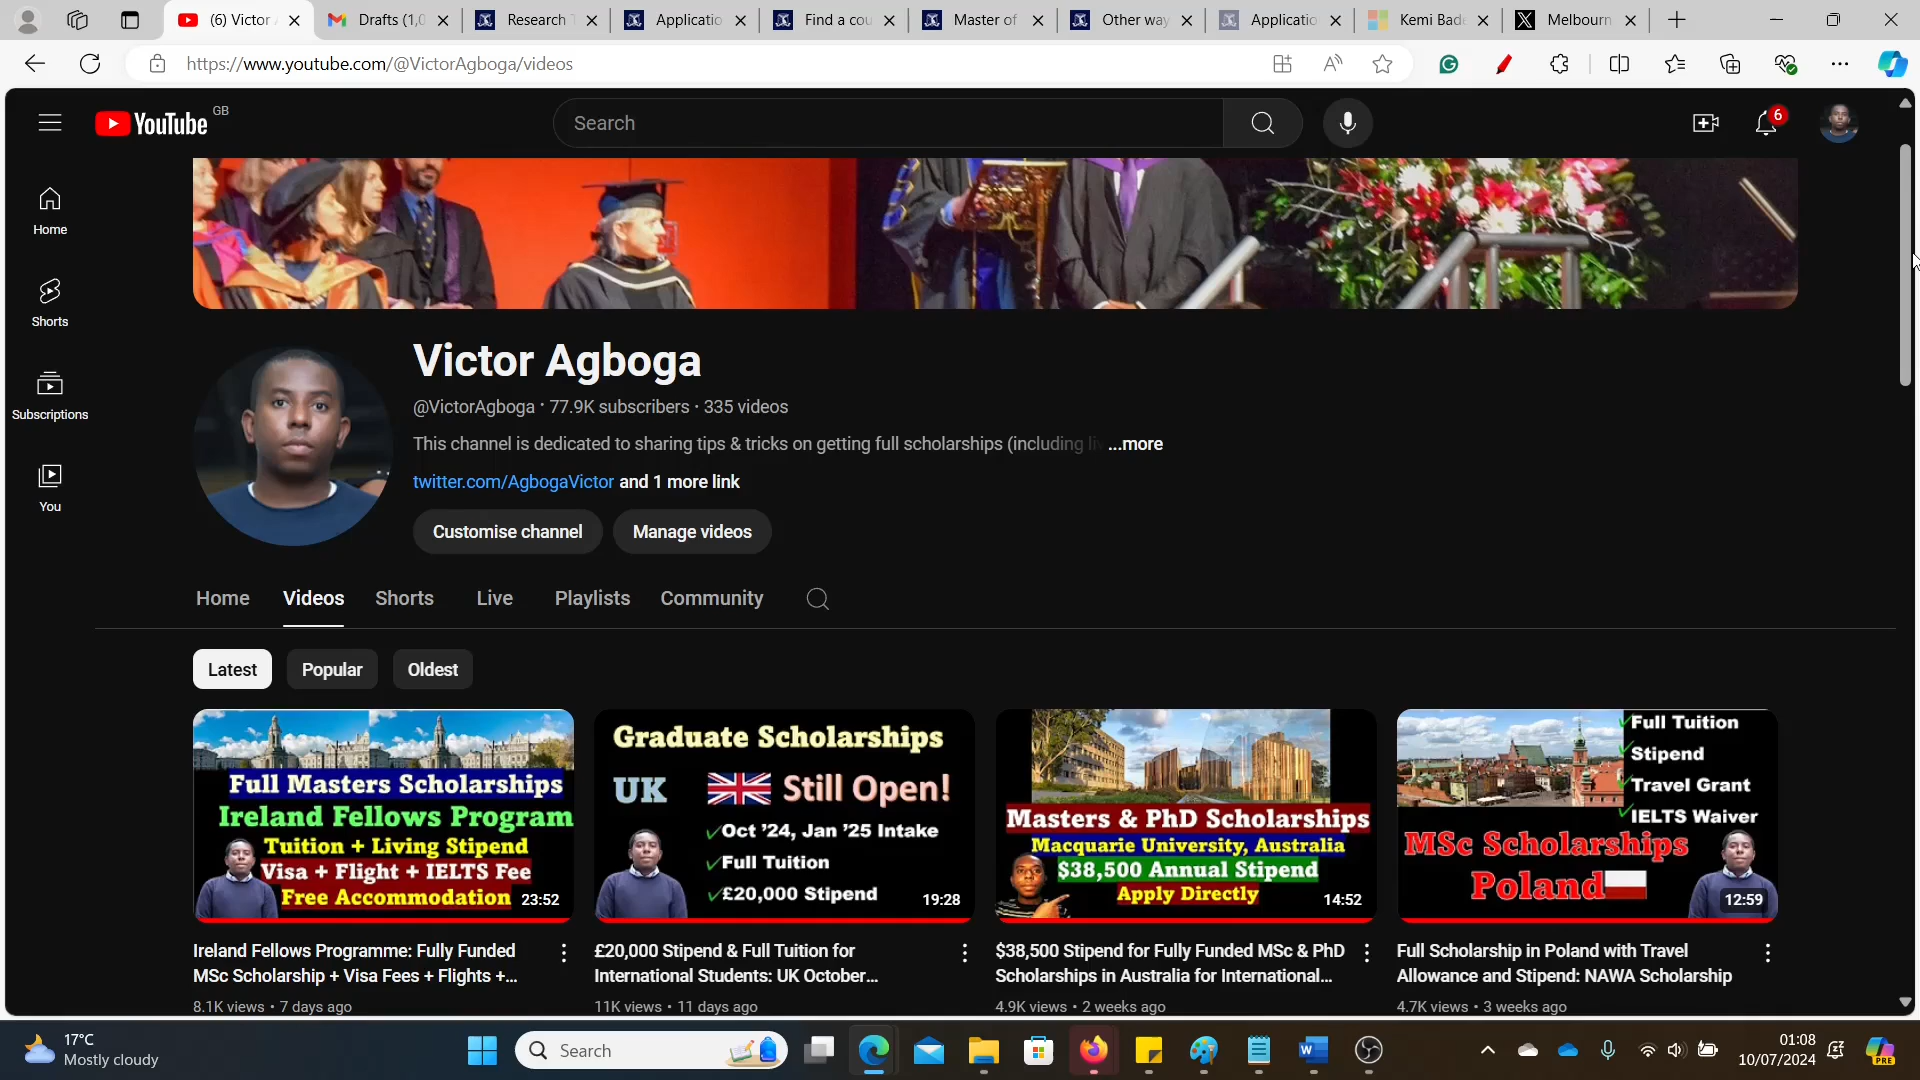 (6) Victor
Drafts (1,0
Research
Applicatio
Find a cou
Master of
Other way
Applicatio
Kemi Bad
Melbourn
https://www.youtube.com/@VictorAgboga/videos
YouTube
GB
Search
6
Home
Shorts
Subscriptions
You
Victor Agboga
@VictorAgboga · 77.9K subscribers · 335 videos
This channel is dedicated to sharing tips & tricks on getting full scholarships (including ...more
twitter.com/AgbogaVictor and 1 more link
Customise channel
Manage videos
Home
Videos
Shorts
Live
Playlists
Community
Latest
Popular
Oldest
Full Masters Scholarships
Ireland Fellows Program
Tuition + Living Stipend
Visa + Flight + IELTS Fee
Free Accommodation
23:52
Ireland Fellows Programme: Fully Funded
MSc Scholarship + Visa Fees + Flights +...
8.1K views · 7 days ago
Graduate Scholarships
UK Still Open!
✓Oct '24, Jan '25 Intake
✓Full Tuition
✓£20,000 Stipend
19:28
£20,000 Stipend & Full Tuition for
International Students: UK October...
11K views · 11 days ago
Masters & PhD Scholarships
Macquarie University, Australia
$38,500 Annual Stipend
Apply Directly
14:52
$38,500 Stipend for Fully Funded MSc & PhD
Scholarships in Australia for International...
4.9K views · 2 weeks ago
✓Full Tuition
✓Stipend
✓Travel Grant
✓IELTS Waiver
MSc Scholarships
Poland
12:59
Full Scholarship in Poland with Travel
Allowance and Stipend: NAWA Scholarship
4.7K views · 3 weeks ago
17°C
Mostly cloudy
Search
01:08
10/07/2024
PRE